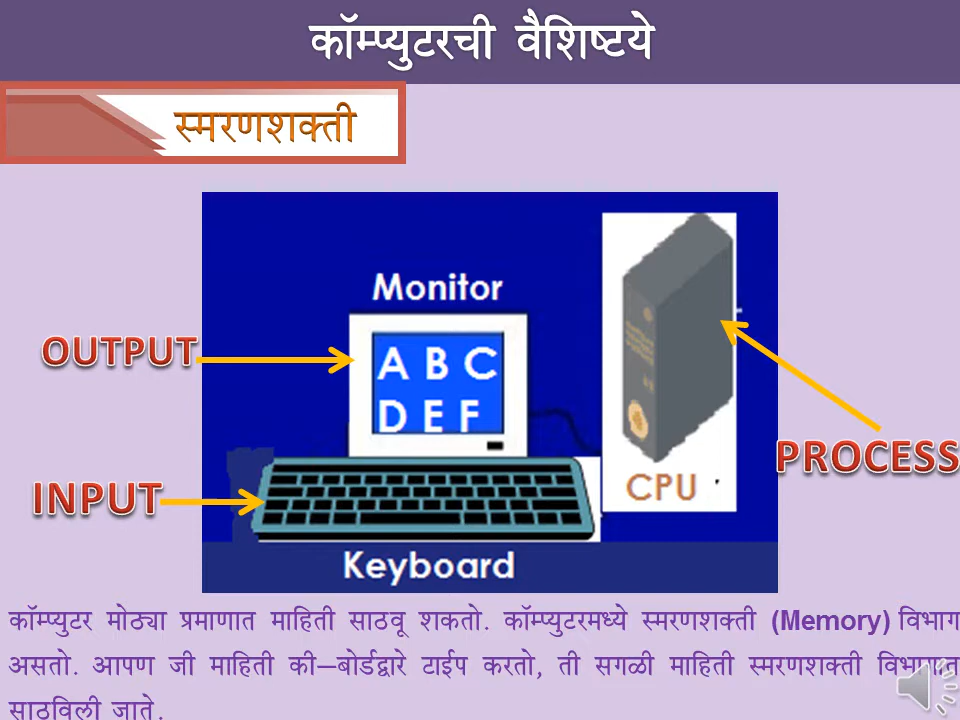 कॉम्प्युटरची वैशिष्टये
स्मरणशक्ती
Monitor
OUTPUT
A B C
D E F
PROCESS
INPUT
CPU
Keyboard
कॉम्प्युटर मोठ्या प्रमाणात माहिती साठवू शकतो. कॉम्प्युटरमध्ये स्मरणशक्ती (Memory) विभाग
असतो. आपण जी माहिती की–बोर्डद्वारे टाईप करतो, ती सगळी माहिती स्मरणशक्ती विभागात
साठविली जाते.